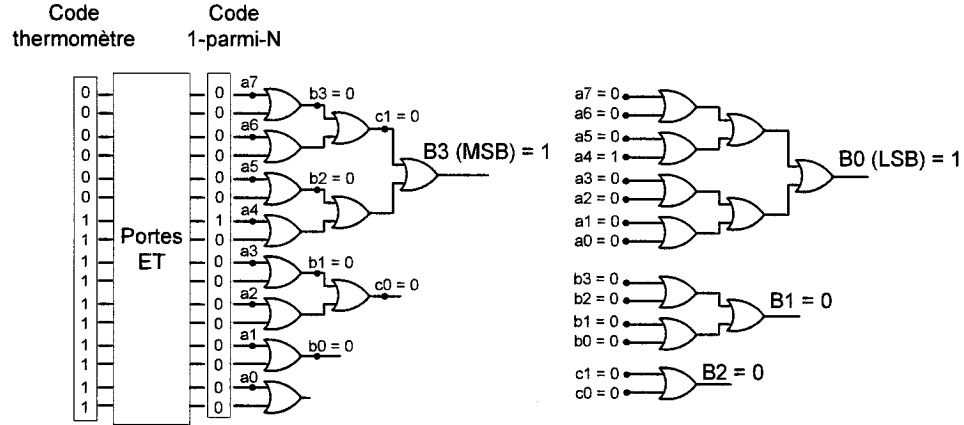 Code
thermomètre
Code
1-parmi-N
0 0 a7 b3 = 0
0 0 c1 = 0
0 0 a6
0 0 B3 (MSB) = 1
0 0 a5 b2 = 0
0 0
1 1 a4
1 0
Portes
ET
1 0 a3 b1 = 0
1 0 c0 = 0
1 0 a2
1 0
1 0 a1 b0 = 0
1 0
1 0 a0
1 0
a7 = 0
a6 = 0
a5 = 0
a4 = 1
a3 = 0
a2 = 0
a1 = 0
a0 = 0
B0 (LSB) = 1
b3 = 0
b2 = 0
b1 = 0
b0 = 0
B1 = 0
c1 = 0
c0 = 0
B2 = 0